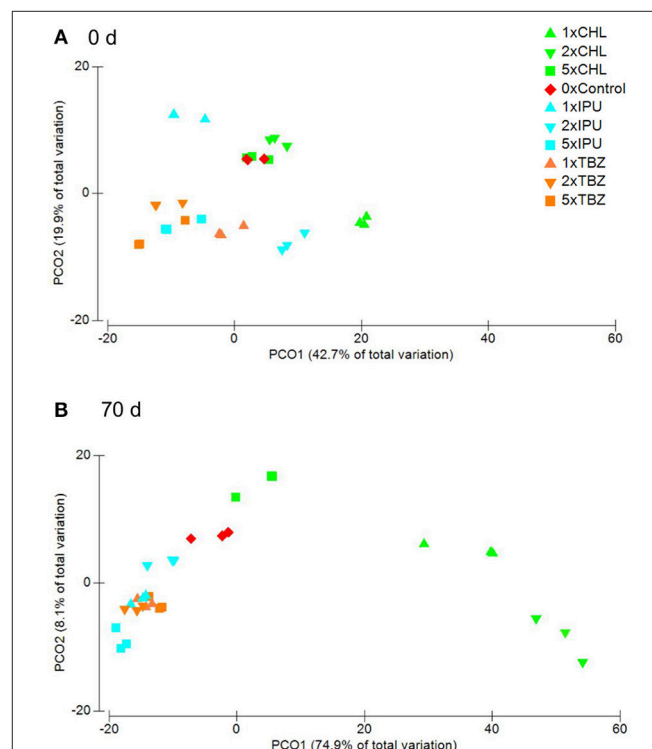 A 0 d
1xCHL
2xCHL
5xCHL
0xControl
1xIPU
2xIPU
5xIPU
1xTBZ
2xTBZ
5xTBZ
20
0
-20
PCO2 (19.9% of total variation)
-20 0 20 40 60
PCO1 (42.7% of total variation)
B 70 d
20
0
-20
PCO2 (8.1% of total variation)
-20 0 20 40 60
PCO1 (74.9% of total variation)